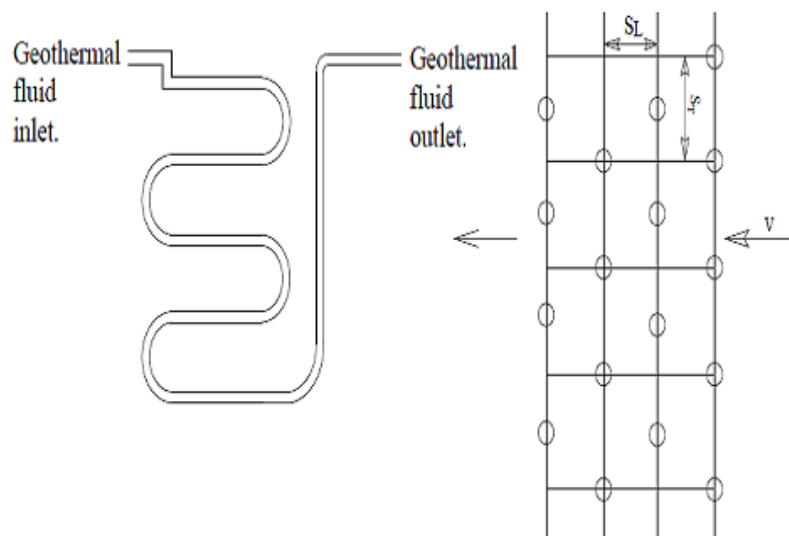 Geothermal
fluid
inlet.
Geothermal
fluid
outlet.
SL
ST
V